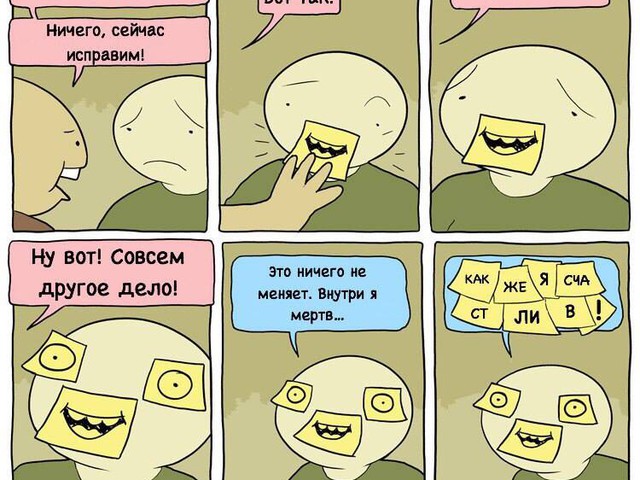 Ничего, сейчас
исправим!
Вот так.
Ну вот! Совсем
другое дело!
Это ничего не
меняет. Внутри я
мертв...
КАК ЖЕ Я СЧА
СТ ЛИ В !